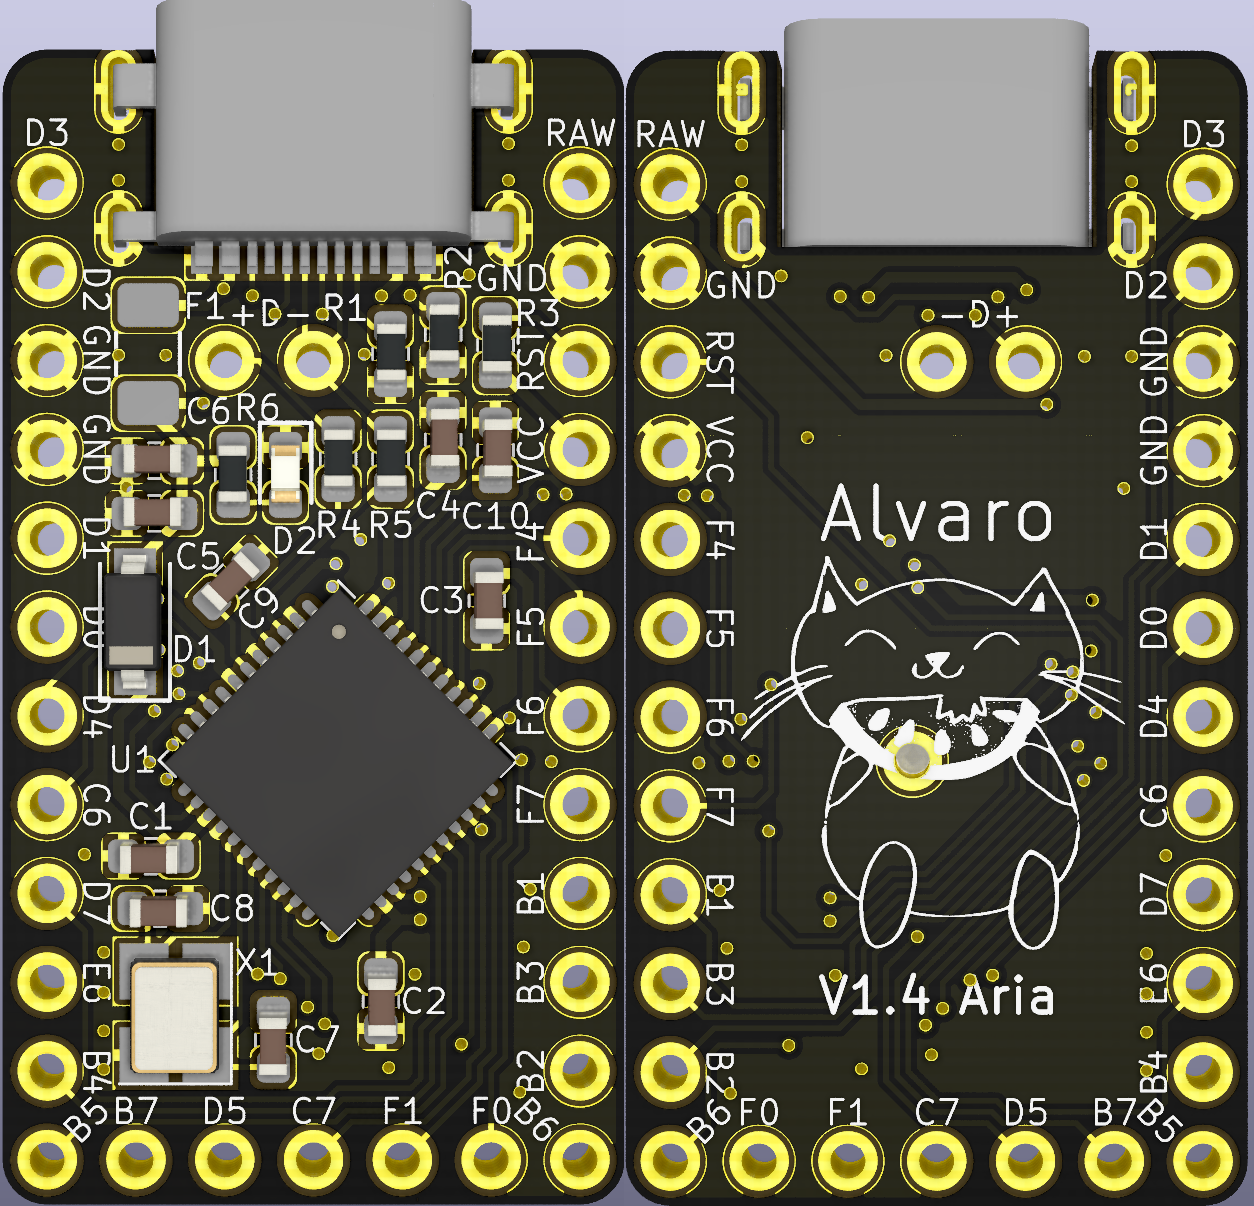 D3
RAW
D2
F1
+D-
R1
R2
GND
R3
GND
RST
C6
R6
GND
VCC
C4
C10
R4
R5
D2
D1
C5
F4
C9
C3
D0
D1
F5
D4
F6
U1
C6
C1
F7
D7
C8
B1
E6
X1
B3
C2
C7
B4
B2
B5
B7
D5
C7
F1
F0
B6
RAW
D3
GND
D2
-D+
RST
GND
VCC
GND
Alvaro
F4
D1
F5
D0
F6
D4
F7
C6
B1
D7
B3
V1.4 Aria
E6
B2
B4
B6
F0
F1
C7
D5
B7
B5